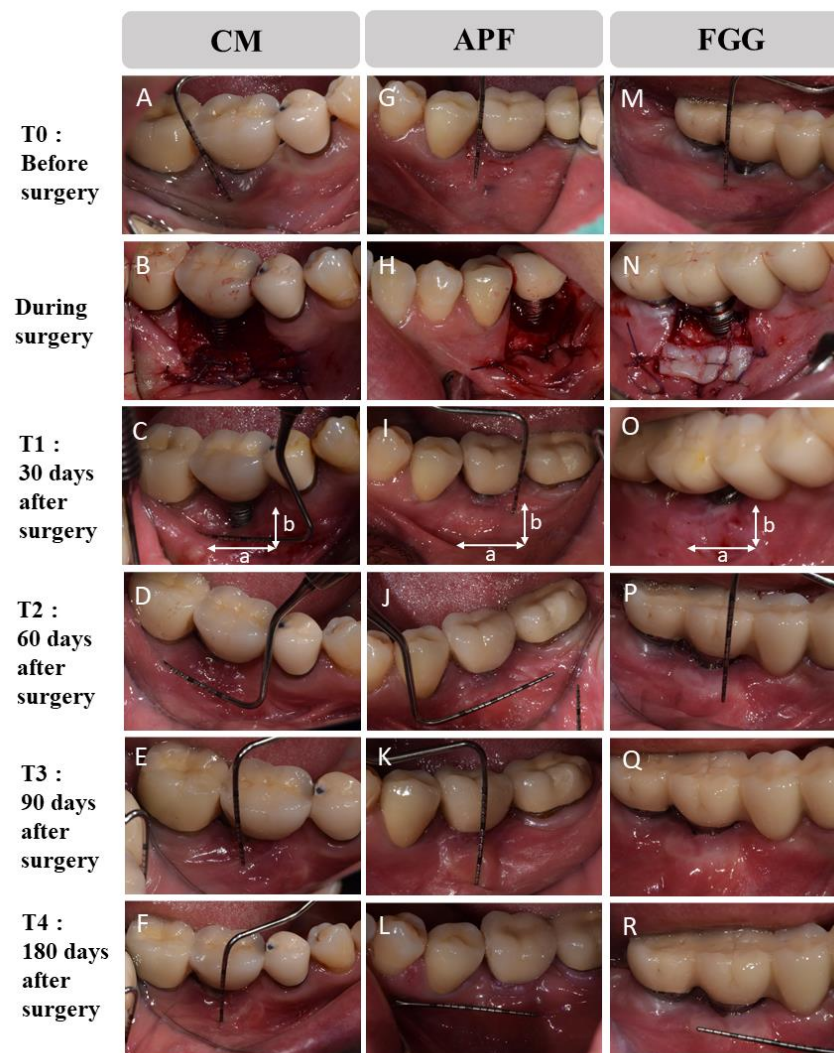 CM APF FGG
T0 :
Before
surgery
A G M
During
surgery
B H N
T1 :
30 days
after
surgery
C I O
b b b
a a a
T2 :
60 days
after
surgery
D J P
T3 :
90 days
after
surgery
E K Q
T4 :
180 days
after
surgery
F L R